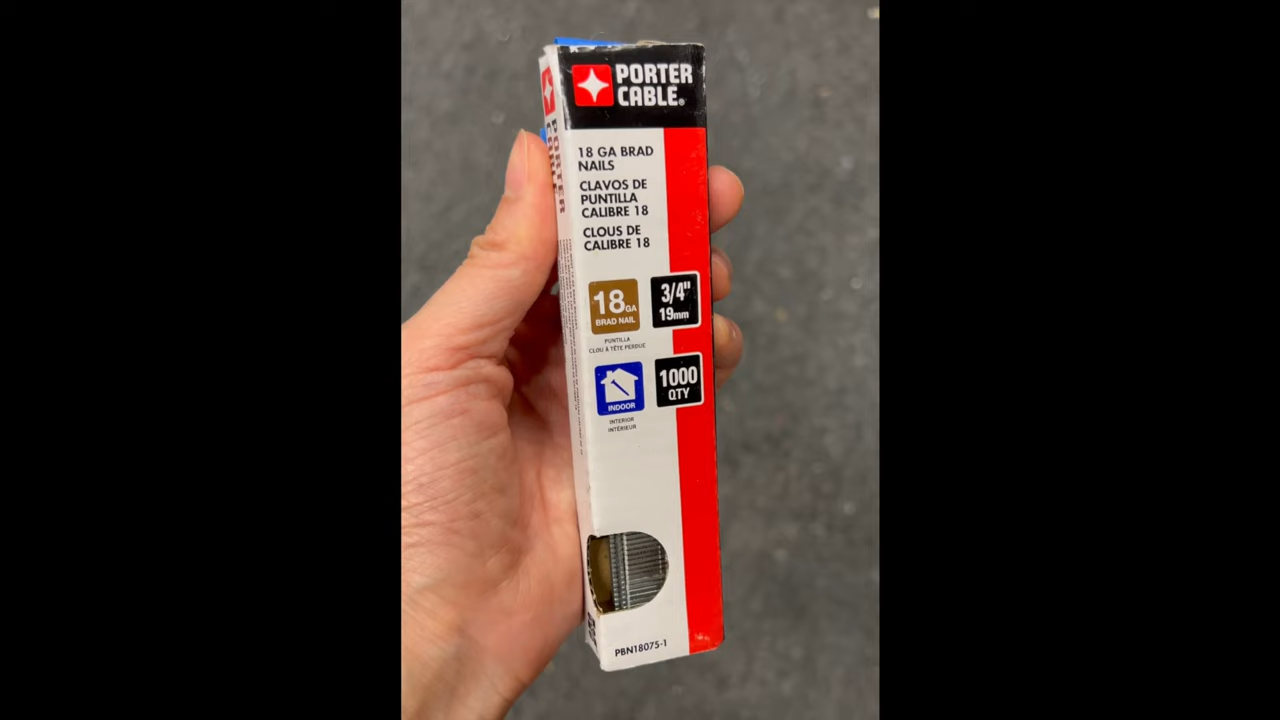 PORTER
CABLE®
PORTER
18 GA BRAD
NAILS
CLAVOS DE
PUNTILLA
CALIBRE 18
CLOUS DE
CALIBRE 18
18GA
BRAD NAIL
3/4"
19mm
PUNTILLA
CLOU À TÊTE PERDUE
INDOOR
1000
QTY
INTERIOR
INTÉRIEUR
PBN18075-1